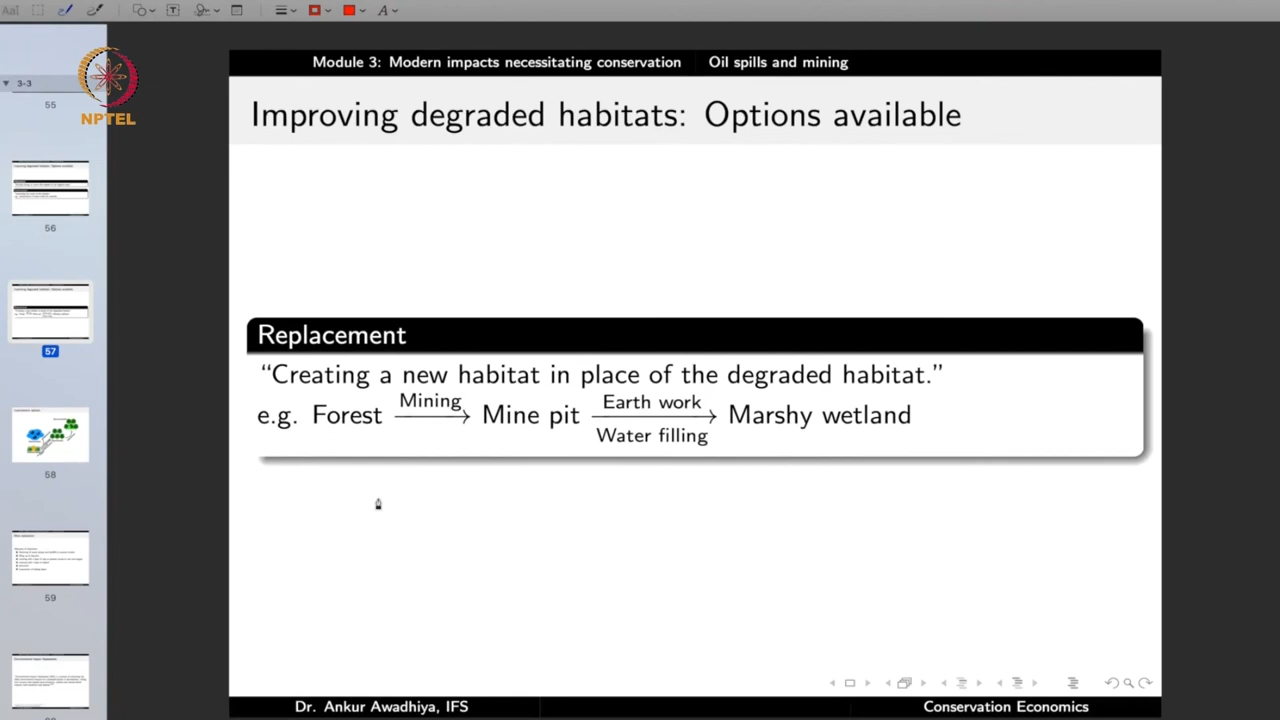 Module 3: Modern impacts necessitating conservation Oil spills and mining
Improving degraded habitats: Options available
Replacement
“Creating a new habitat in place of the degraded habitat.”
e.g. Forest Mining Mine pit Earth work Water filling Marshy wetland
Dr. Ankur Awadhiya, IFS Conservation Economics
NPTEL
3-3
55
56
57
58
59